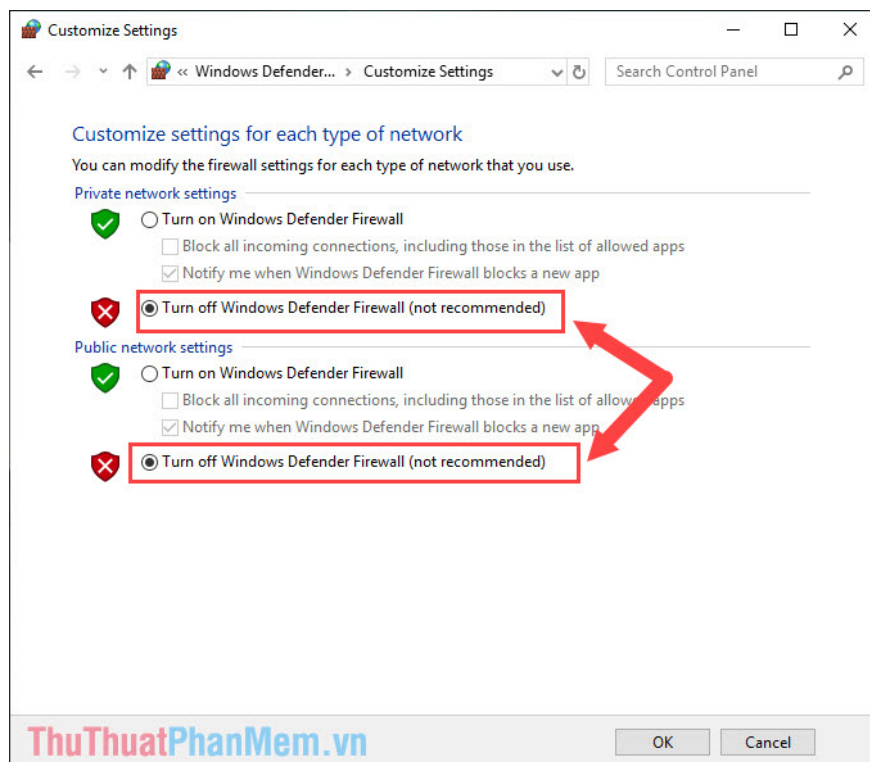 Customize Settings
« Windows Defender... › Customize Settings
Search Control Panel
Customize settings for each type of network
You can modify the firewall settings for each type of network that you use.
Private network settings
Turn on Windows Defender Firewall
Block all incoming connections, including those in the list of allowed apps
Notify me when Windows Defender Firewall blocks a new app
Turn off Windows Defender Firewall (not recommended)
Public network settings
Turn on Windows Defender Firewall
Block all incoming connections, including those in the list of allowed apps
Notify me when Windows Defender Firewall blocks a new app
Turn off Windows Defender Firewall (not recommended)
ThuThuatPhanMem.vn
OK
Cancel